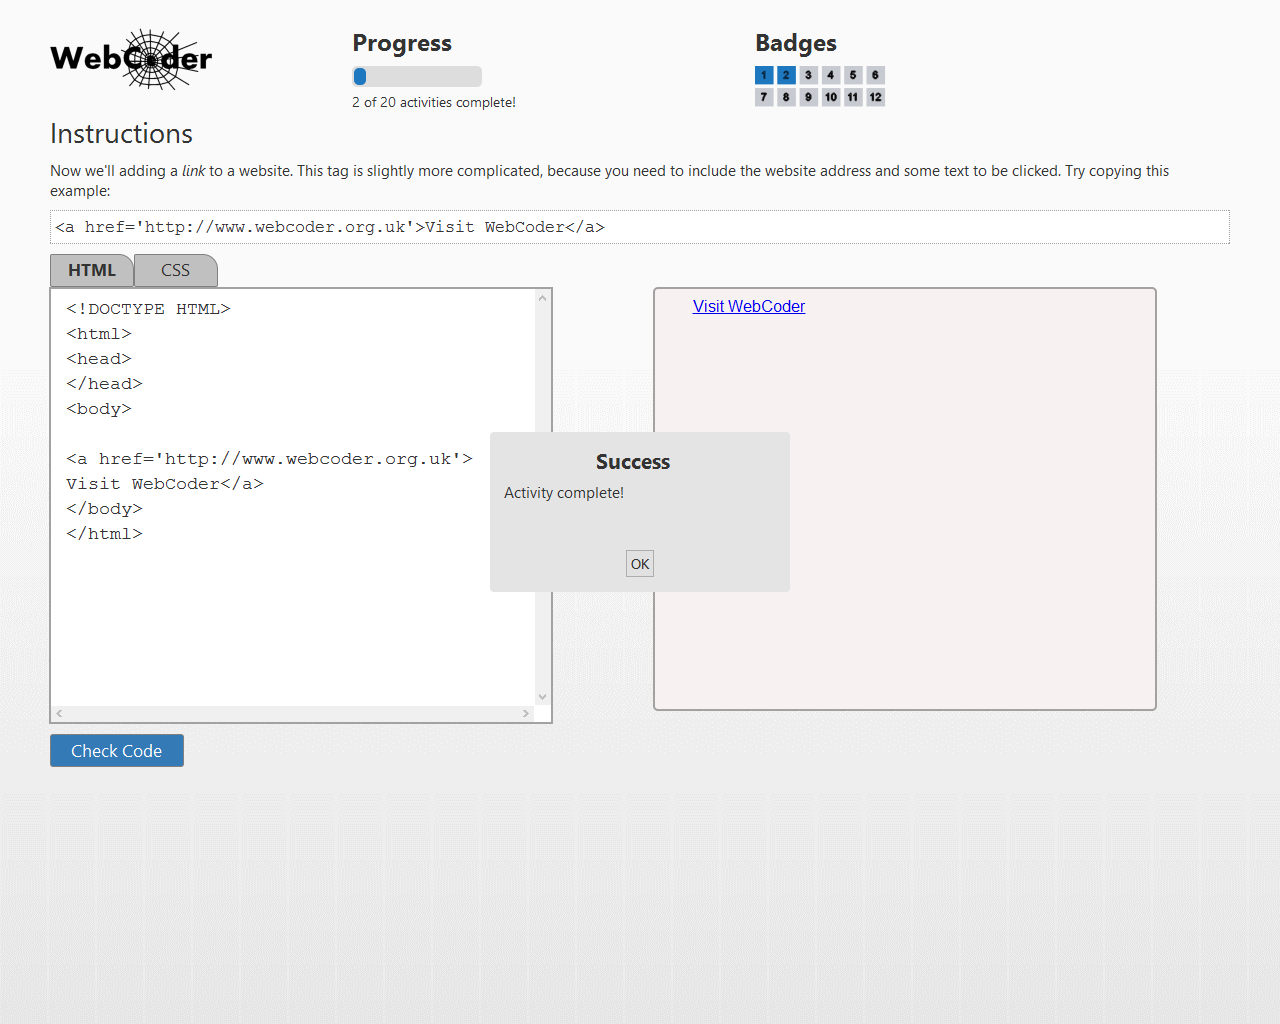 WebCoder
Progress
2 of 20 activities complete!
Badges
1 2 3 4 5 6
7 8 9 10 11 12
Instructions
Now we'll adding a link to a website. This tag is slightly more complicated, because you need to include the website address and some text to be clicked. Try copying this
example:
<a href='http://www.webcoder.org.uk'>Visit WebCoder</a>
HTML CSS
<!DOCTYPE HTML>
<html>
<head>
</head>
<body>
<a href='http://www.webcoder.org.uk'>
Visit WebCoder</a>
</body>
</html>
Visit WebCoder
Success
Activity complete!
OK
Check Code